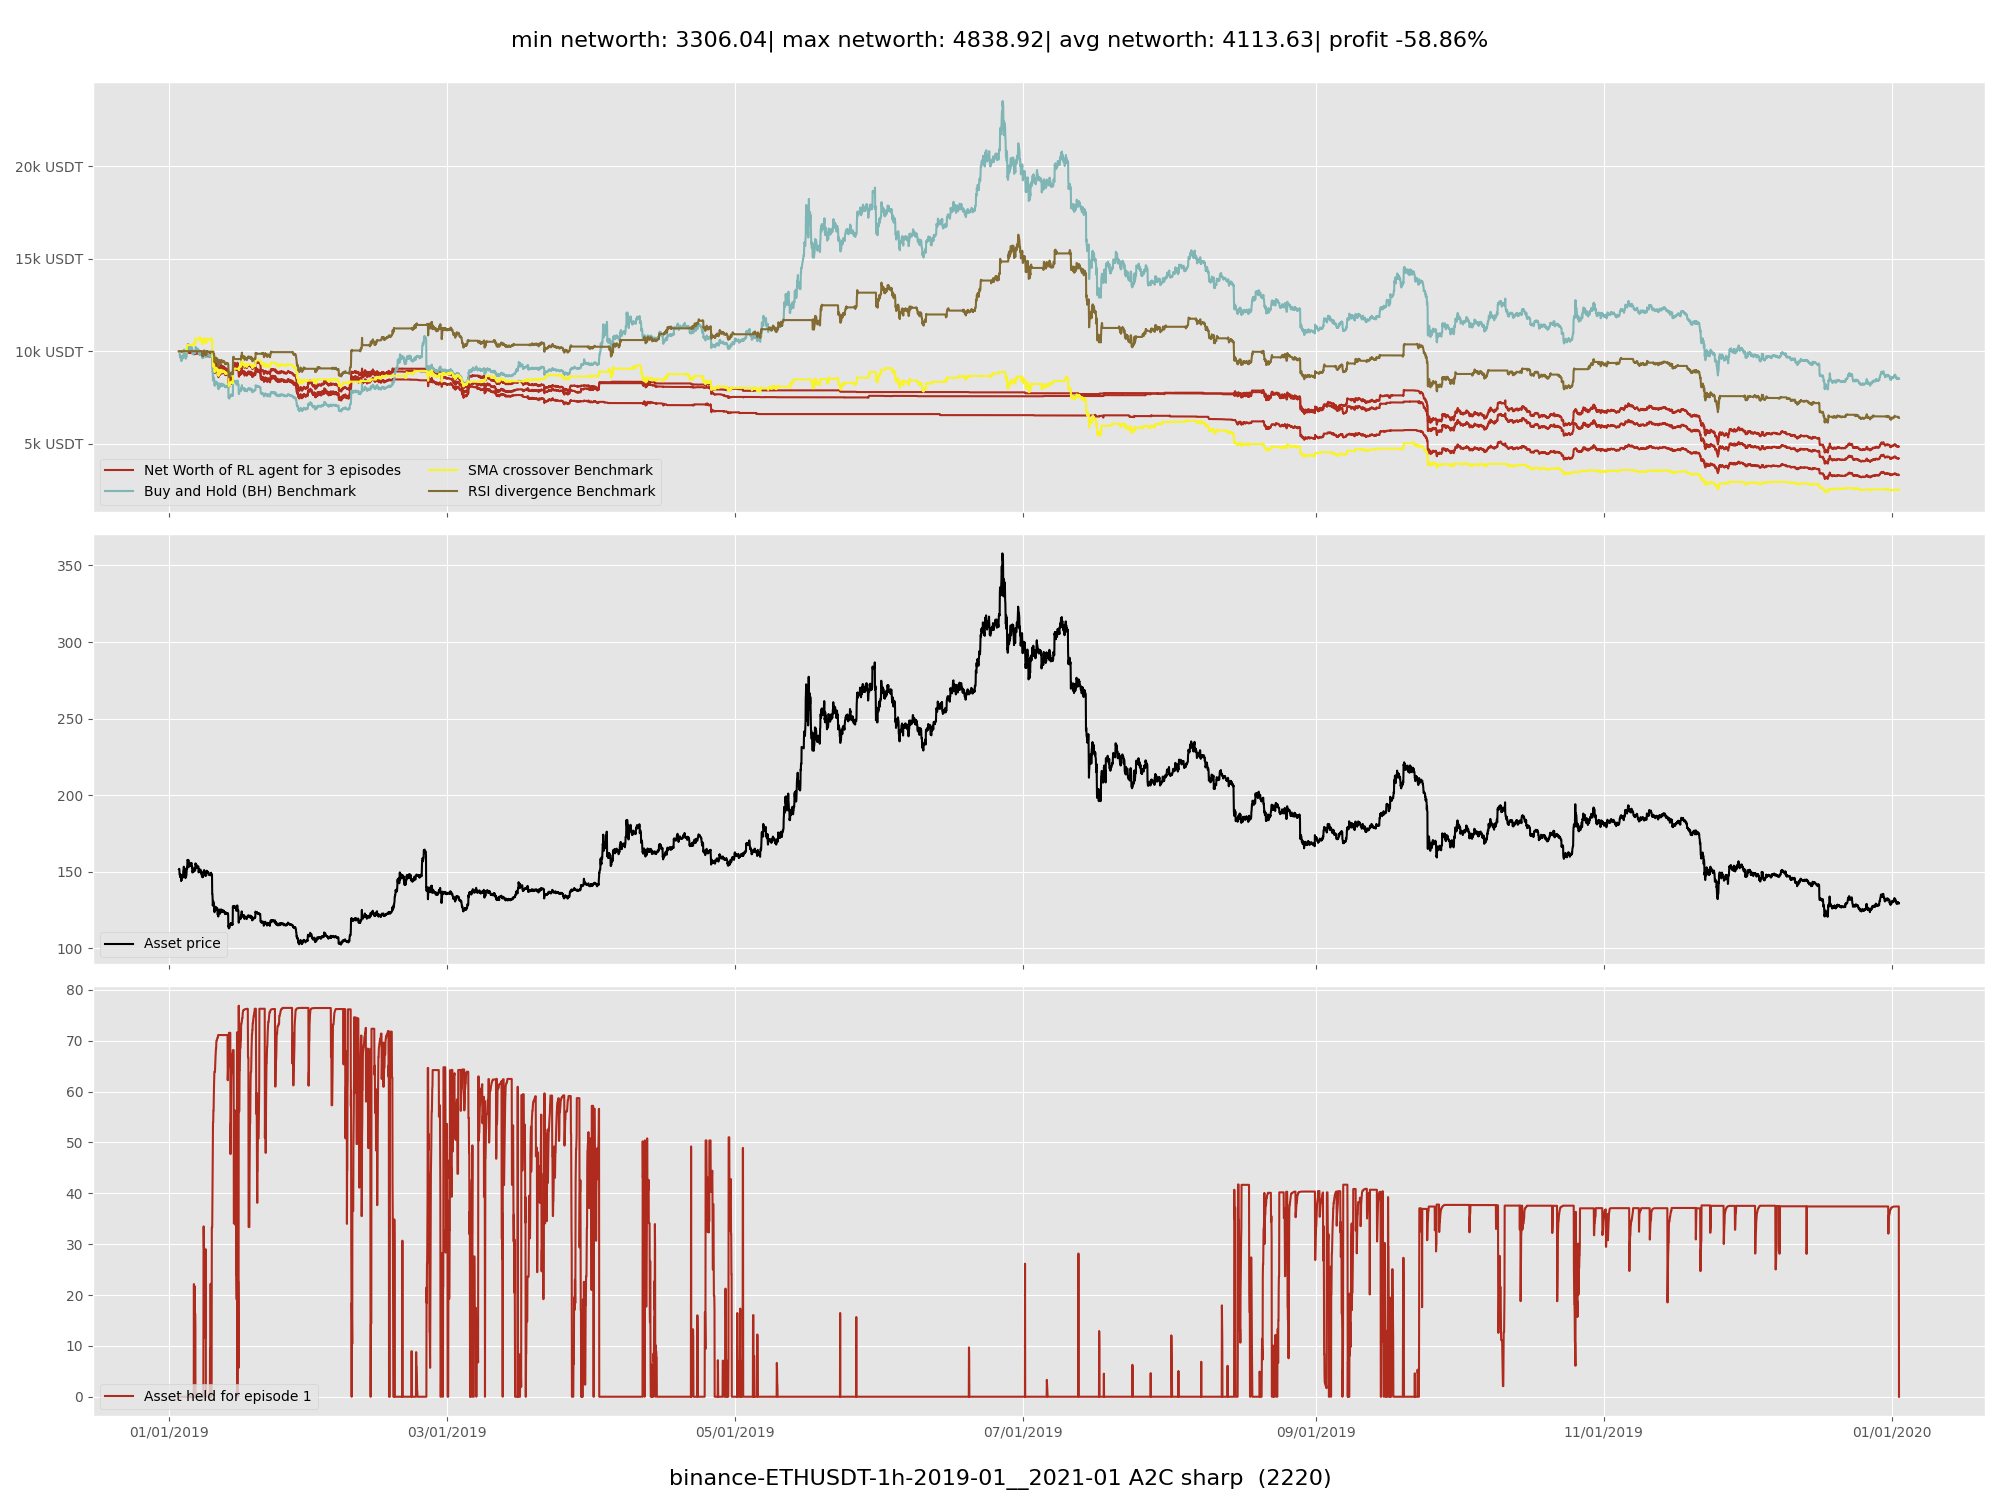 min networth: 3306.04| max networth: 4838.92| avg networth: 4113.63| profit -58.86%
20k USDT
15k USDT
10k USDT
5k USDT
Net Worth of RL agent for 3 episodes
Buy and Hold (BH) Benchmark
SMA crossover Benchmark
RSI divergence Benchmark
350
300
250
200
150
100
Asset price
80
70
60
50
40
30
20
10
0
Asset held for episode 1
01/01/2019 03/01/2019 05/01/2019 07/01/2019 09/01/2019 11/01/2019 01/01/2020
binance-ETHUSDT-1h-2019-01__2021-01 A2C sharp (2220)